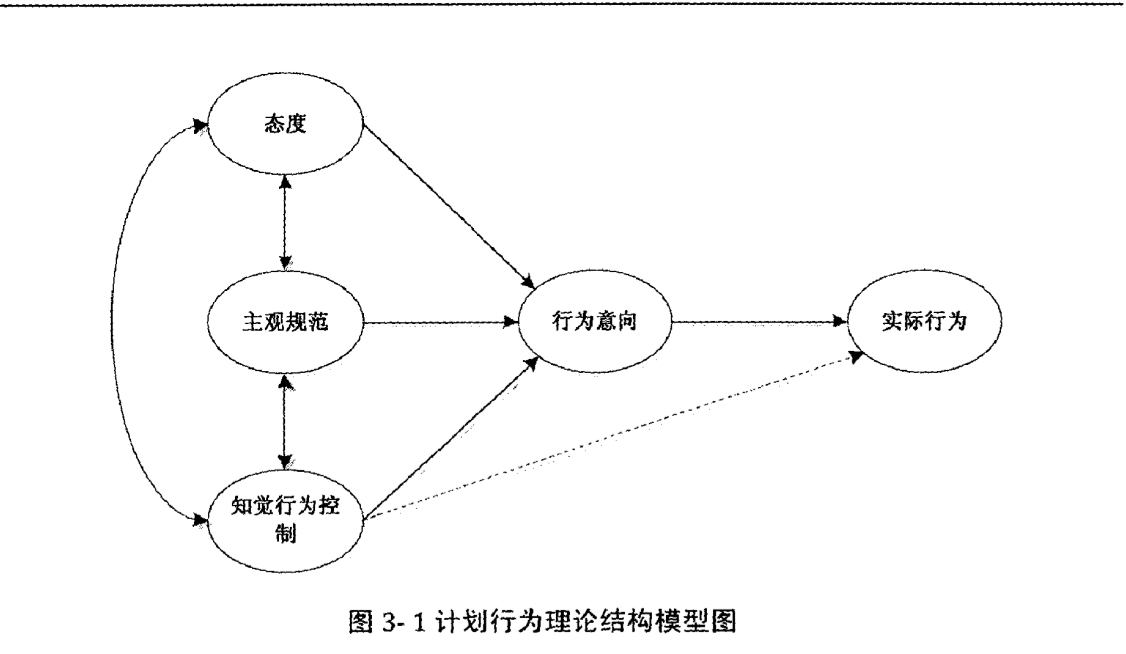 态度
主观规范
行为意向
实际行为
知觉行为控
制
图 3- 1 计划行为理论结构模型图